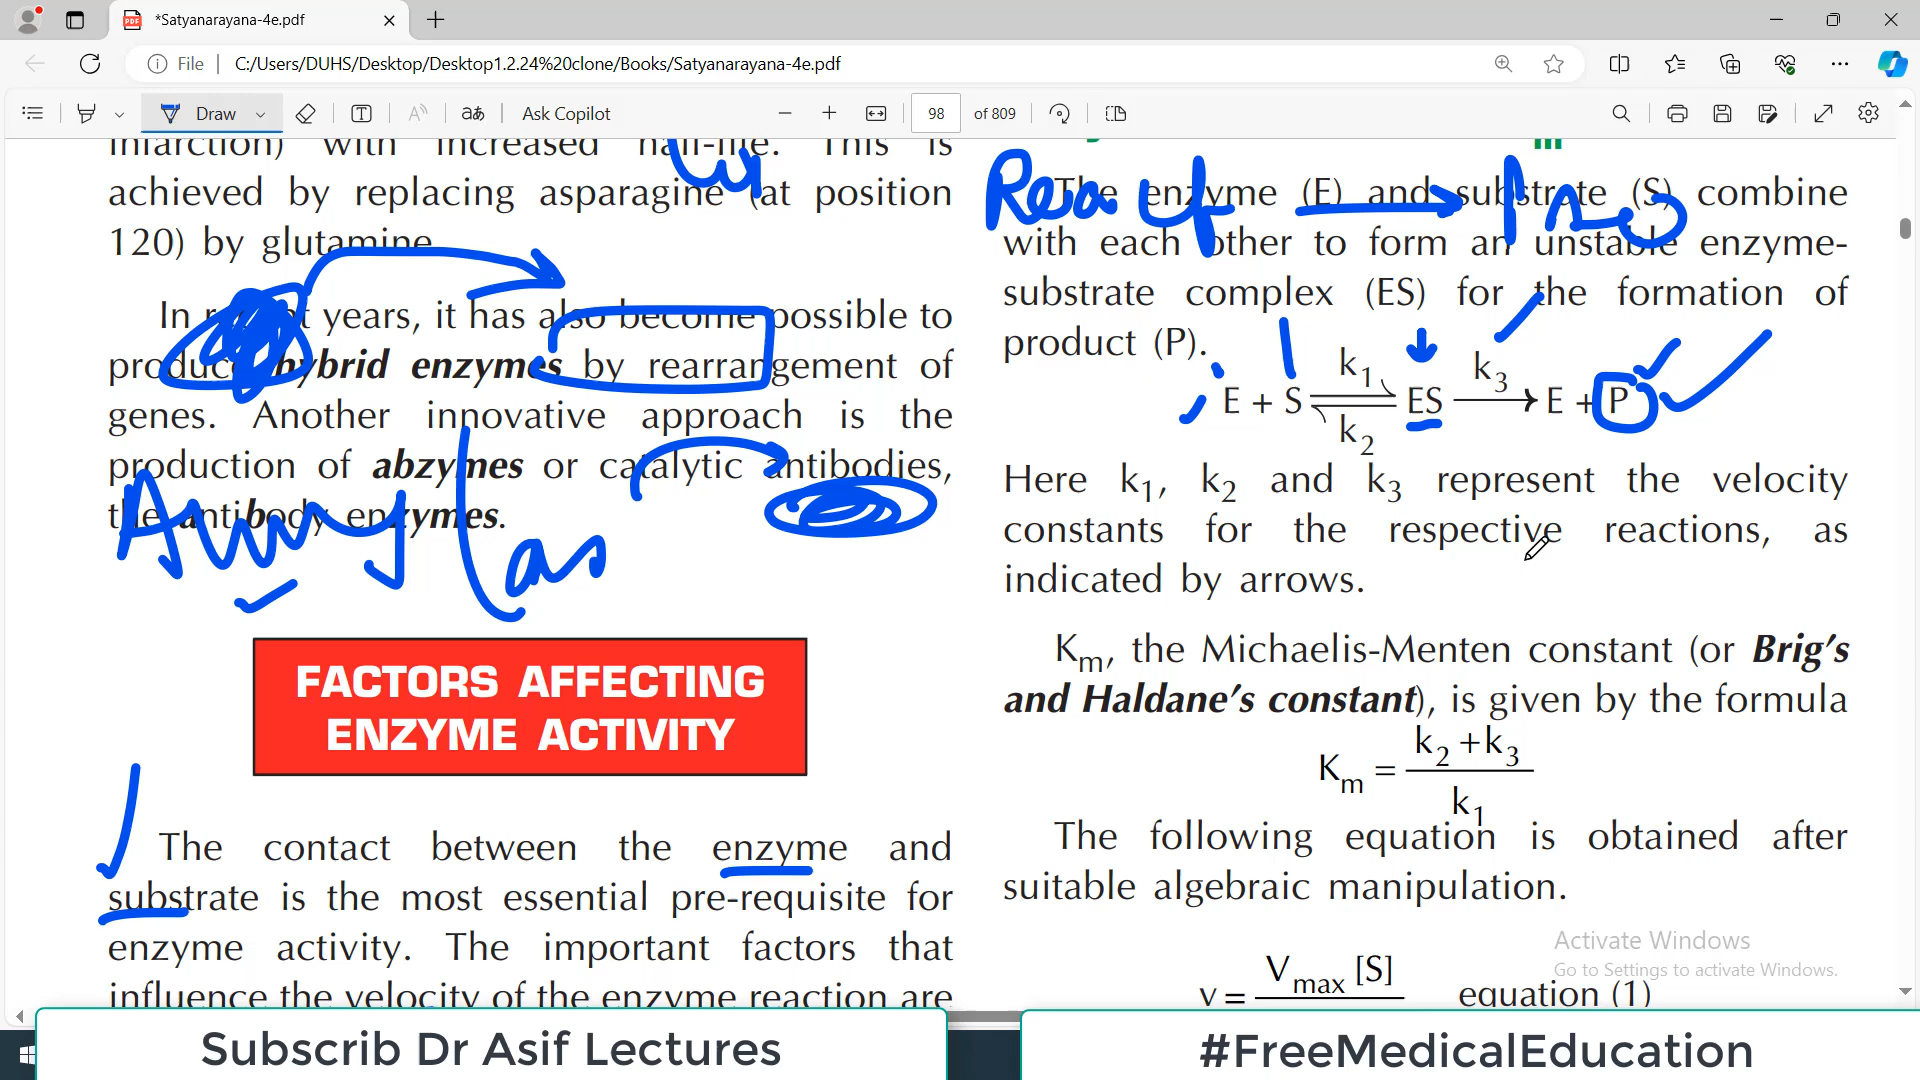 *Satyanarayana-4e.pdf
File
C:/Users/DUHS/Desktop/Desktop1.2.24%20clone/Books/Satyanarayana-4e.pdf
Draw
Ask Copilot
98 of 809
infarction) with increased half-life. This is
achieved by replacing asparagine (at position
120) by glutamine.
In recent years, it has also become possible to
produce hybrid enzymes by rearrangement of
genes. Another innovative approach is the
production of abzymes or catalytic antibodies,
the antibody enzymes.
FACTORS AFFECTING
ENZYME ACTIVITY
The contact between the enzyme and
substrate is the most essential pre-requisite for
enzyme activity. The important factors that
influence the velocity of the enzyme reaction are
The enzyme (E) and substrate (S) combine
with each other to form an unstable enzyme-
substrate complex (ES) for the formation of
product (P).
E + S k1 k2 ES k3 E + P
Here k1, k2 and k3 represent the velocity
constants for the respective reactions, as
indicated by arrows.
Km, the Michaelis-Menten constant (or Brig's
and Haldane's constant), is given by the formula
Km = k2 + k3 / k1
The following equation is obtained after
suitable algebraic manipulation.
v = Vmax [S] equation (1)
Activate Windows
Go to Settings to activate Windows.
Subscrib Dr Asif Lectures
#FreeMedicalEducation